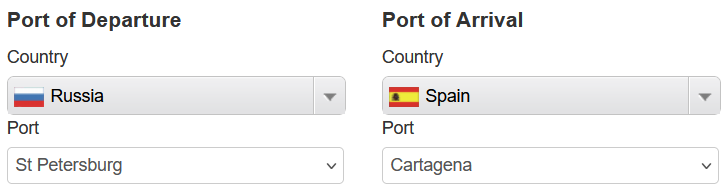 Port of Departure
Country
Russia
Port
St Petersburg
Port of Arrival
Country
Spain
Port
Cartagena